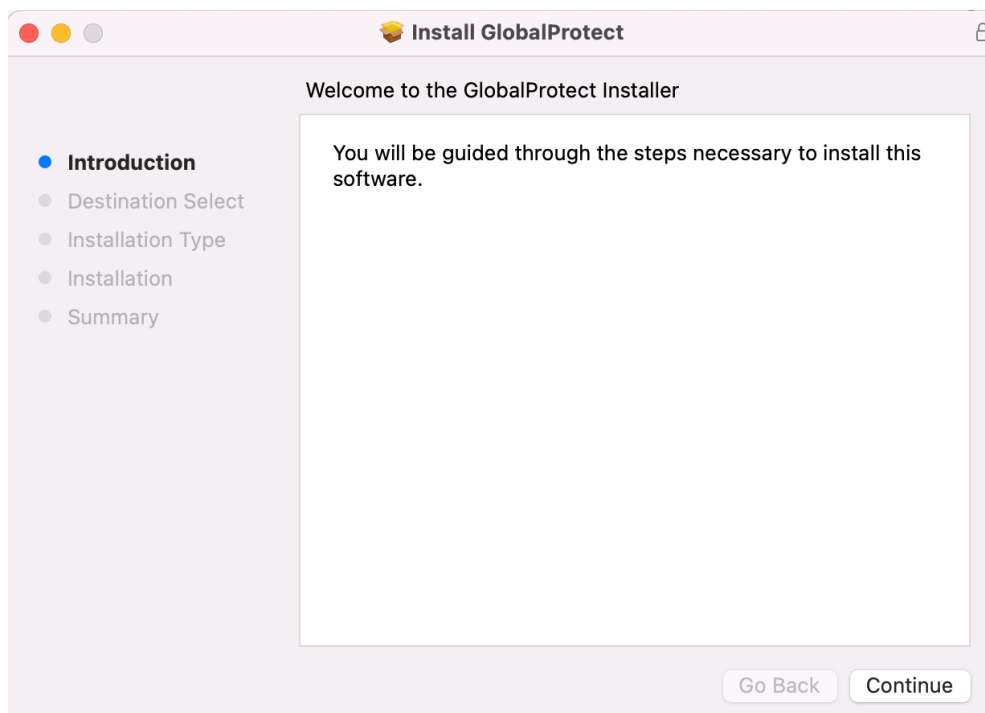 Install GlobalProtect
Welcome to the GlobalProtect Installer
Introduction
Destination Select
Installation Type
Installation
Summary
You will be guided through the steps necessary to install this
software.
Go Back
Continue